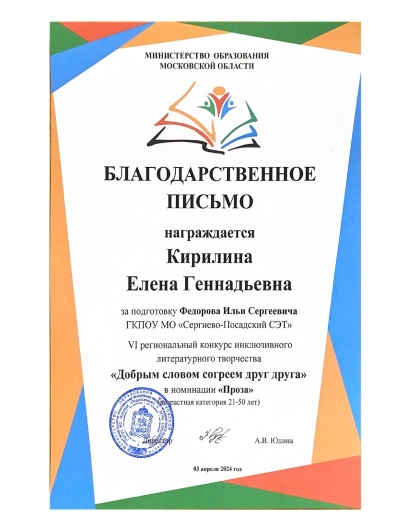 МИНИСТЕРСТВО ОБРАЗОВАНИЯ
МОСКОВСКОЙ ОБЛАСТИ
БЛАГОДАРСТВЕННОЕ
ПИСЬМО
награждается
Кирилина
Елена Геннадьевна
за подготовку Федорова Ильи Сергеевича
ГКПОУ МО «Сергиево-Посадский СЭТ»
VI региональный конкурс инклюзивного
литературного творчества
«Добрым словом согреем друг друга»
в номинации «Проза»
(возрастная категория 21-50 лет)
Директор А.В. Юдина
03 апреля 2024 год